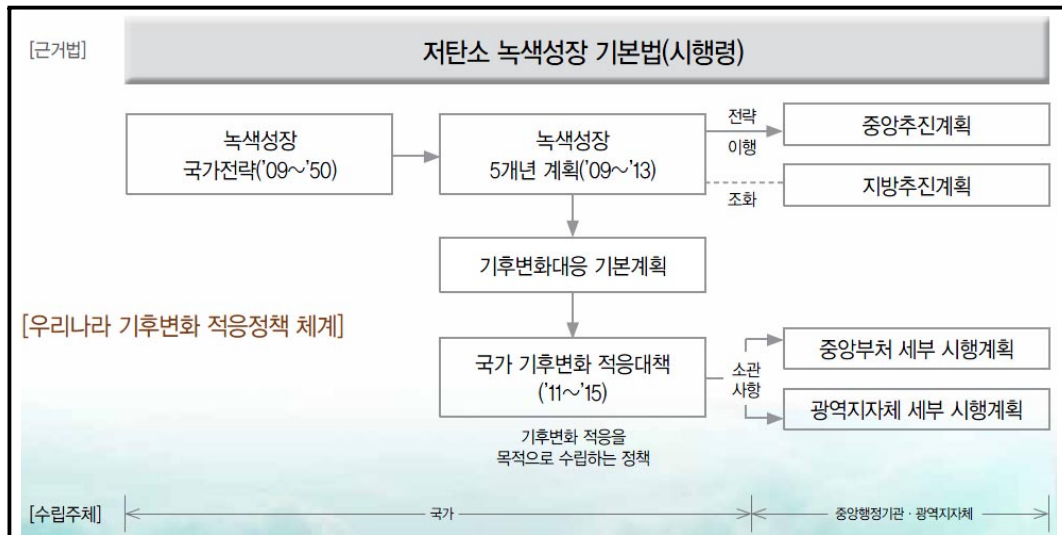 [근거법]
저탄소 녹색성장 기본법(시행령)
녹색성장
국가전략('09~'50)
녹색성장
5개년 계획('09~'13)
전략
이행
조화
중앙추진계획
지방추진계획
기후변화대응 기본계획
[우리나라 기후변화 적응정책 체계]
국가 기후변화 적응대책
('11~'15)
소관
사항
중앙부처 세부 시행계획
광역지자체 세부 시행계획
기후변화 적응을
목적으로 수립하는 정책
[수립주체]
국가
중앙행정기관 · 광역지자체